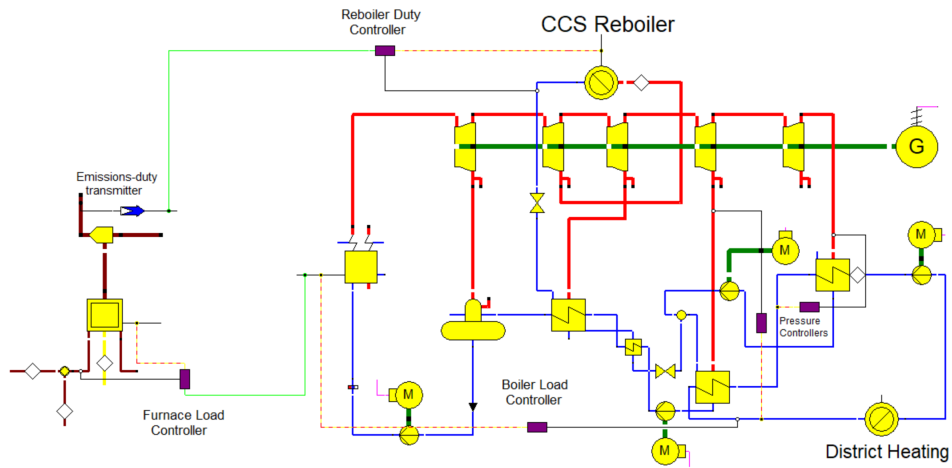 Reboiler Duty
Controller
CCS Reboiler
G
Emissions-duty
transmitter
M
M
Pressure
Controllers
M
Boiler Load
Controller
Furnace Load
Controller
M
District Heating